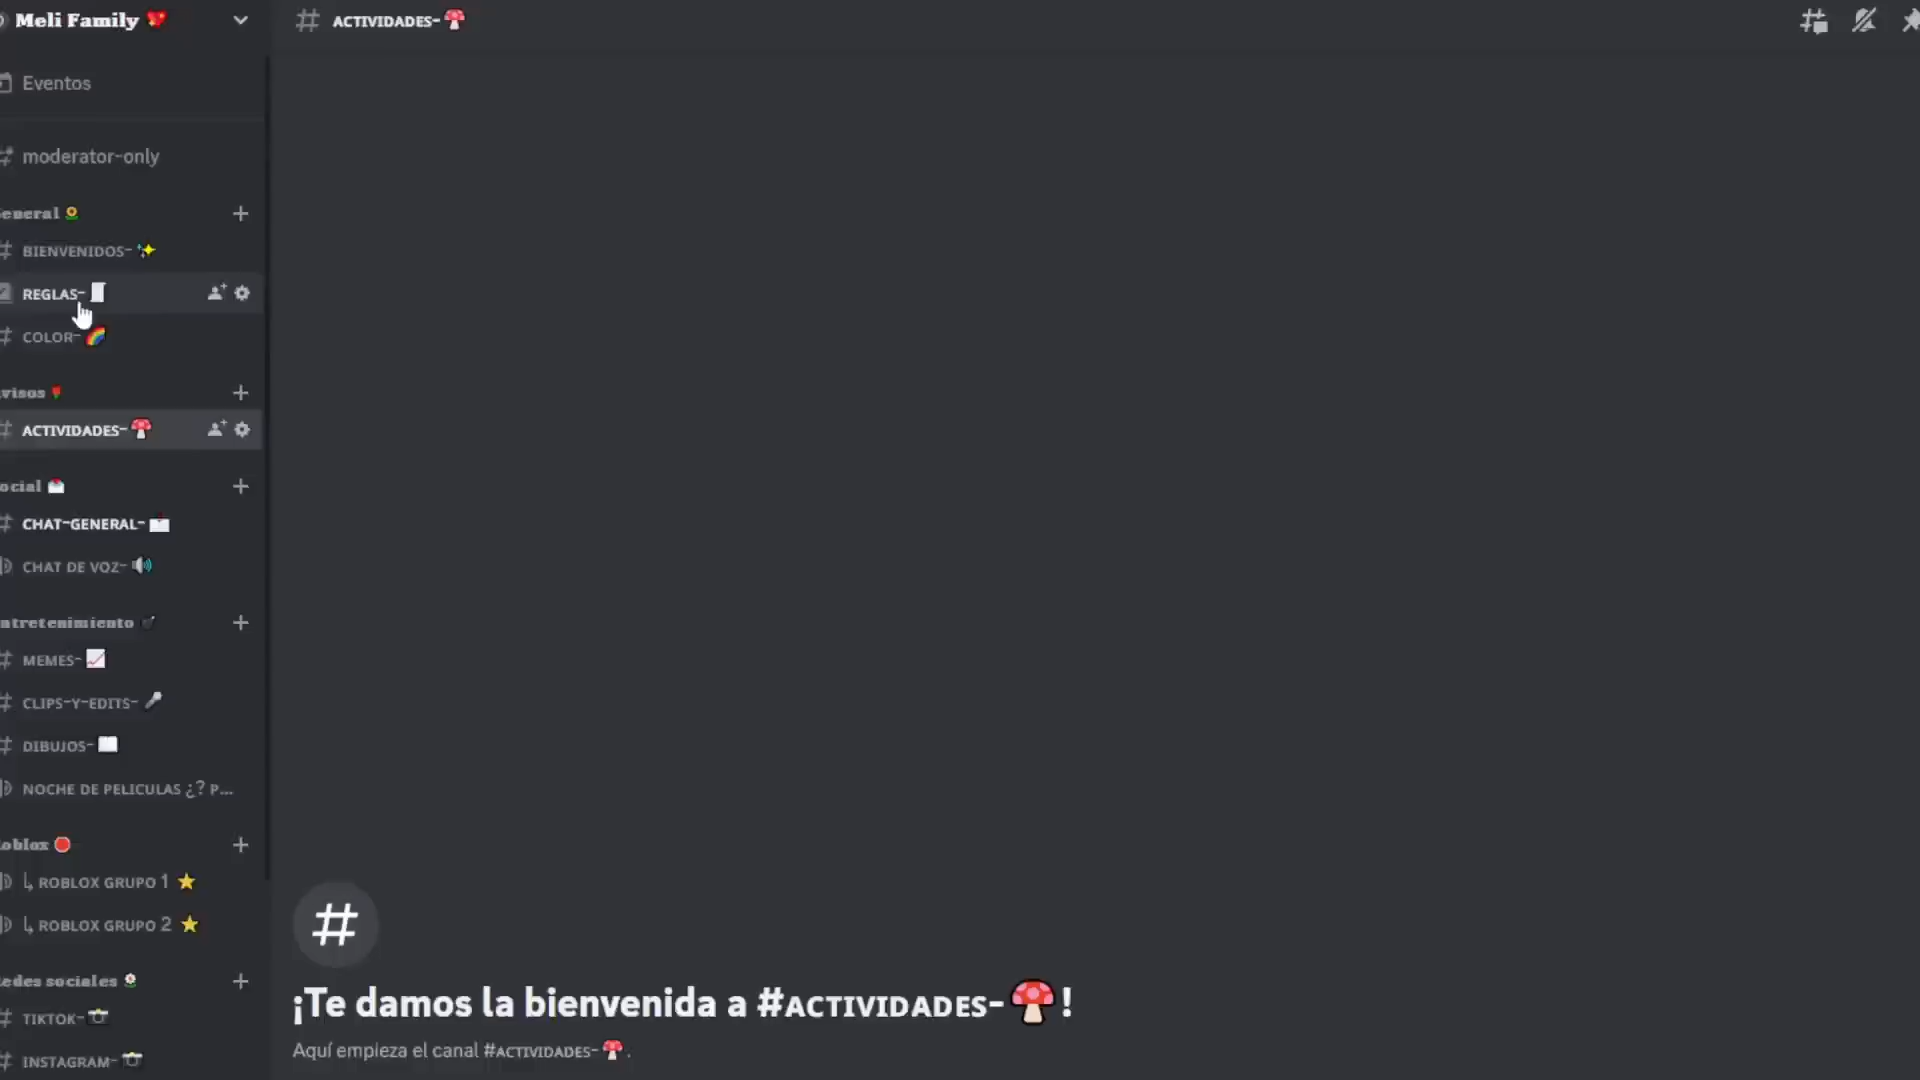 Meli Family
ACTIVIDADES-
Eventos
moderator-only
General
BIENVENIDOS-
REGLAS-
COLOR-
visos
ACTIVIDADES-
ocial
CHAT-GENERAL-
CHAT DE VOZ-
ntretenimiento
MEMES-
CLIPS-Y-EDITS-
DIBUJOS-
NOCHE DE PELICULAS ¿? P...
oblox
ROBLOX GRUPO 1
ROBLOX GRUPO 2
Redes sociales
TIKTOK-
INSTAGRAM-
¡Te damos la bienvenida a #ACTIVIDADES-🍄!
Aquí empieza el canal #ACTIVIDADES-🍄.